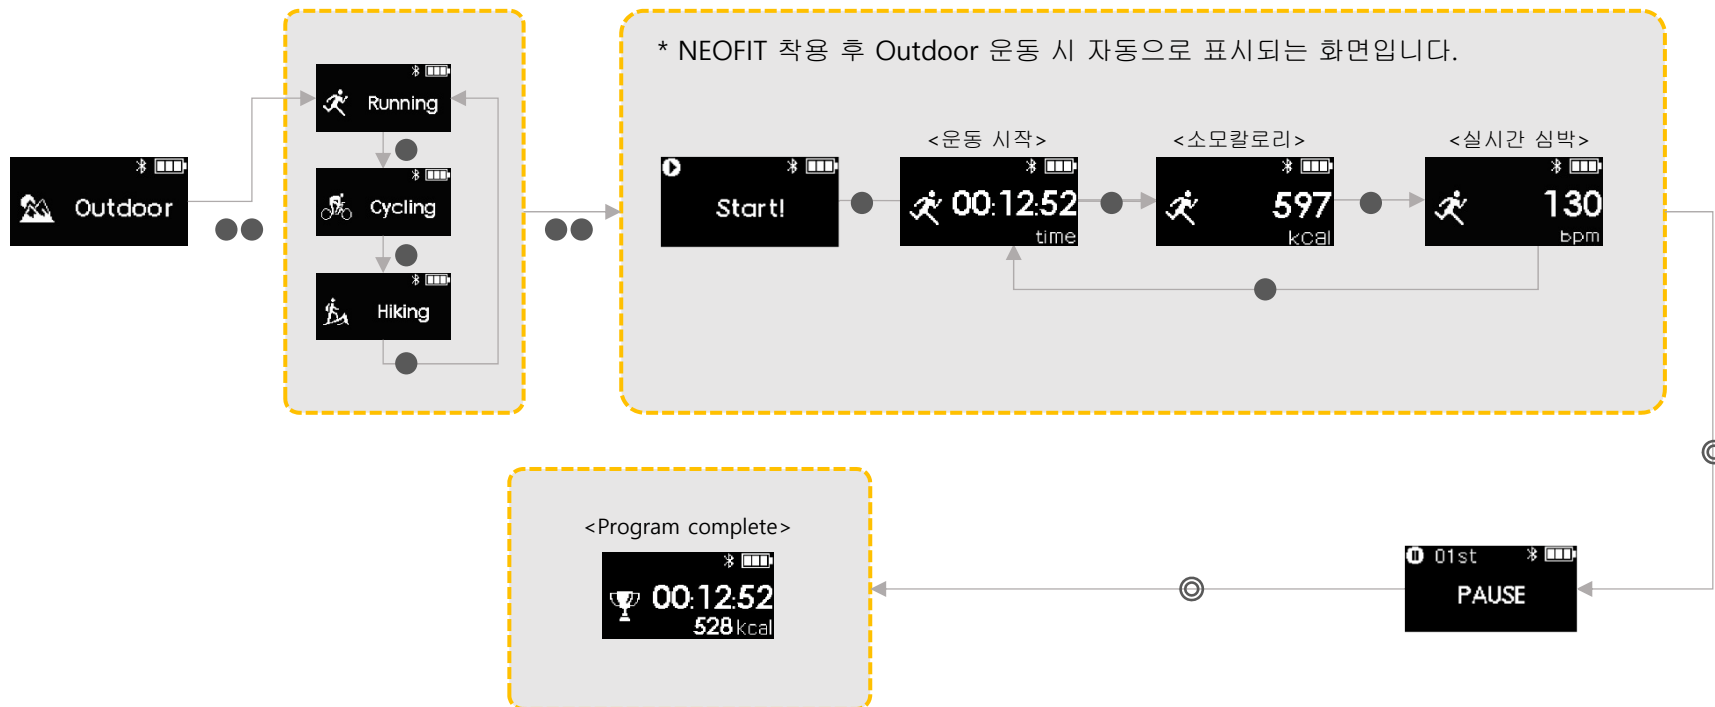 * NEOFIT 착용 후 Outdoor 운동 시 자동으로 표시되는 화면입니다.
Outdoor
Running
Cycling
Hiking
Start!
<운동 시작>
00:12:52
time
<소모칼로리>
597
kcal
<실시간 심박>
130
bpm
01st
PAUSE
<Program complete>
00:12:52
528 kcal